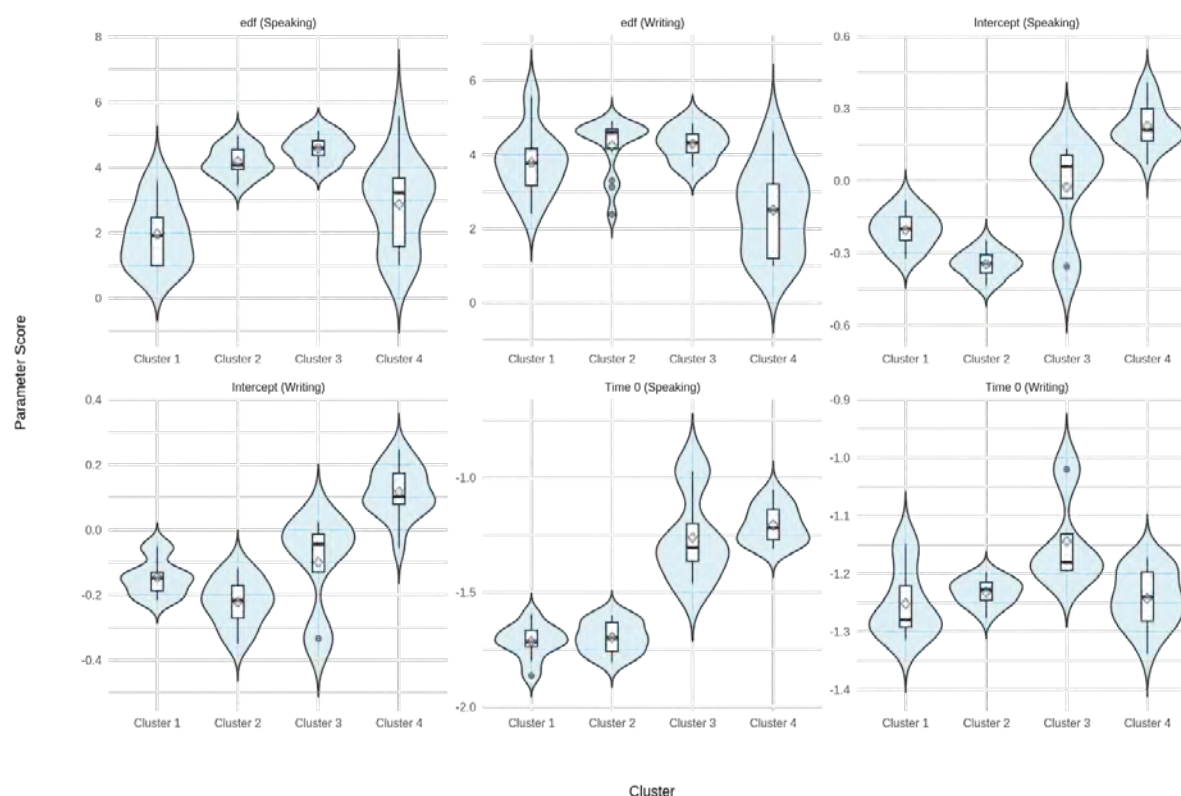 edf (Speaking)
edf (Writing)
Intercept (Speaking)
8
6
4
2
0
6
4
2
0
0.6
0.3
0.0
-0.3
-0.6
Cluster 1 Cluster 2 Cluster 3 Cluster 4
Cluster 1 Cluster 2 Cluster 3 Cluster 4
Cluster 1 Cluster 2 Cluster 3 Cluster 4
Parameter Score
Intercept (Writing)
Time 0 (Speaking)
Time 0 (Writing)
0.4
0.2
0.0
-0.2
-0.4
-1.0
-1.5
-2.0
-0.9
-1.0
-1.1
-1.2
-1.3
-1.4
Cluster 1 Cluster 2 Cluster 3 Cluster 4
Cluster 1 Cluster 2 Cluster 3 Cluster 4
Cluster 1 Cluster 2 Cluster 3 Cluster 4
Cluster